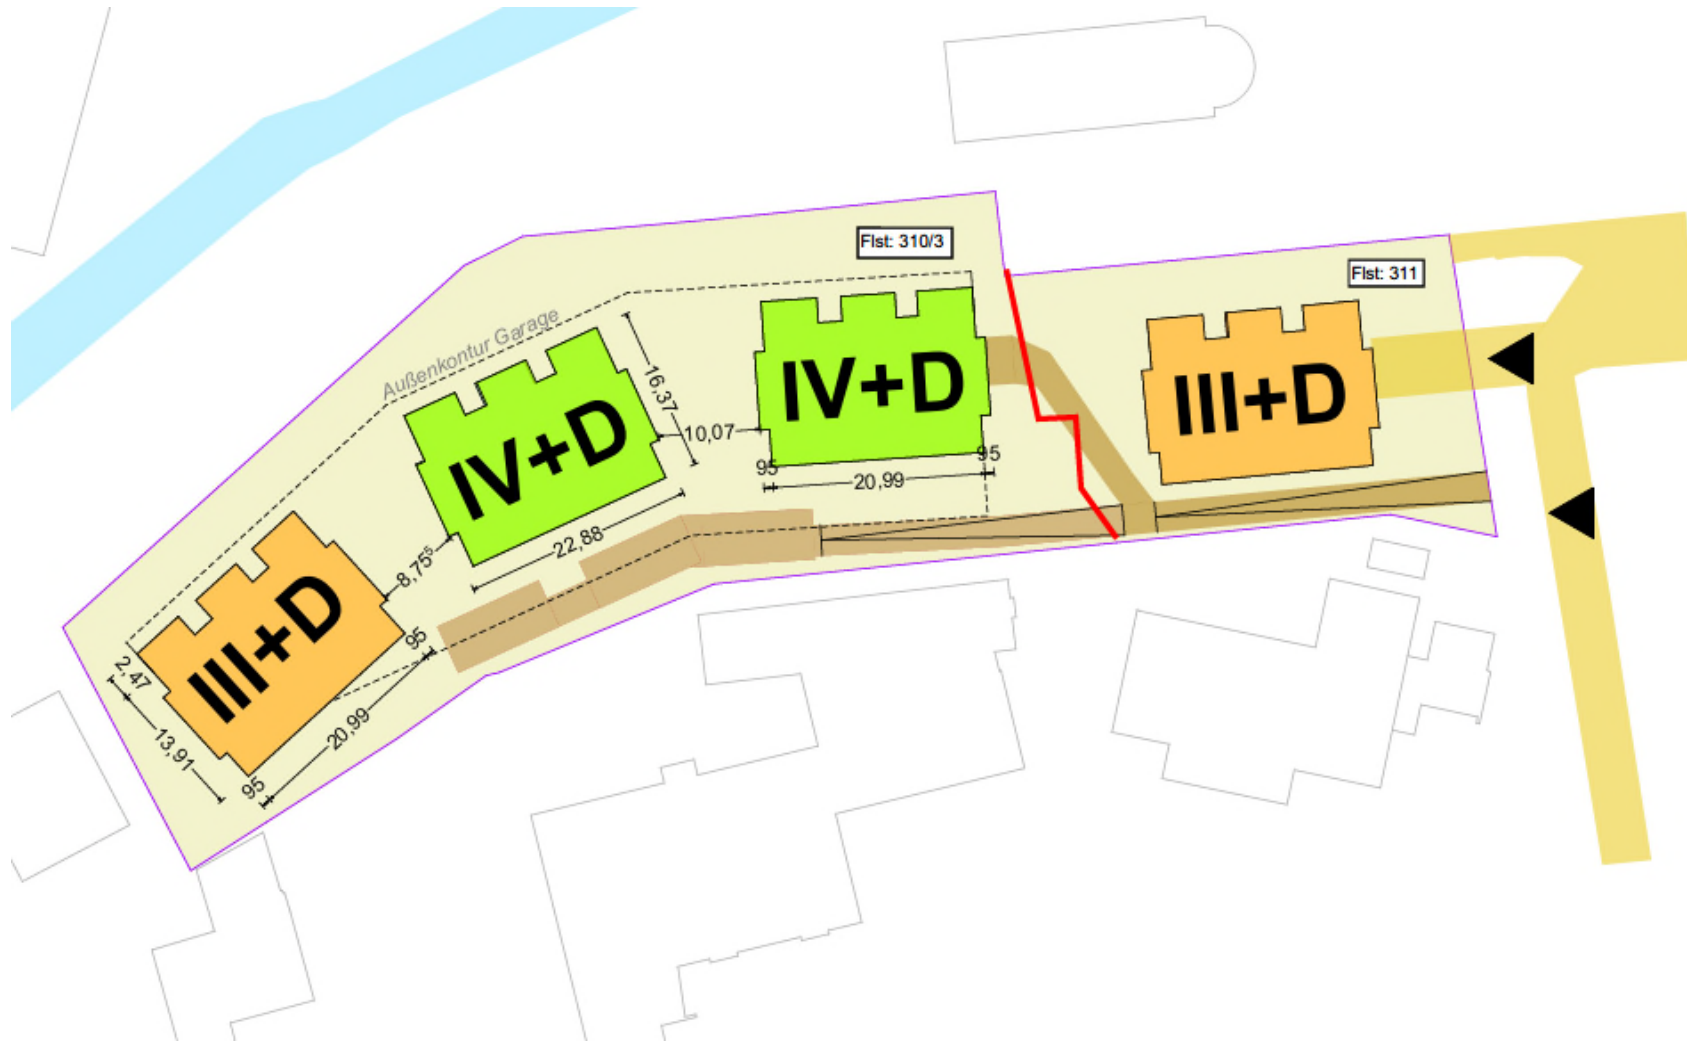 Flst: 310/3
Flst: 311
Außenkontur Garage
IV+D
16,37
10,07
IV+D
95
95
20,99
III+D
22,88
8,75⁵
III+D
95
2,47
13,91
20,99
95